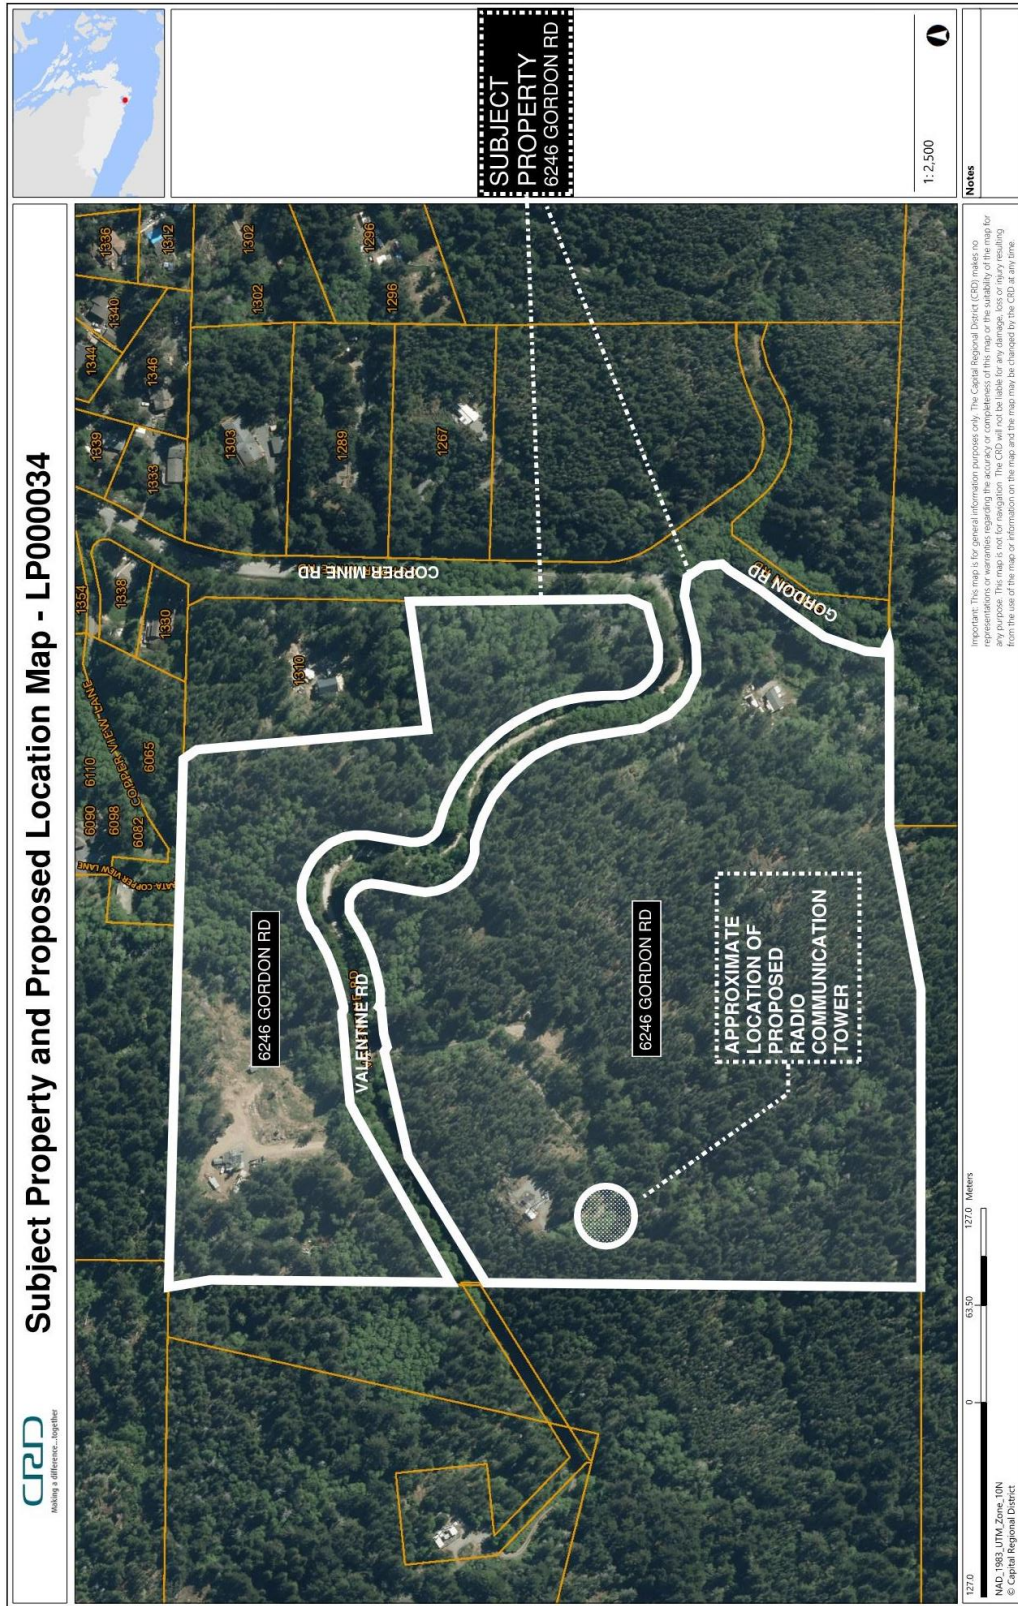 CRD
Making a difference...together
Subject Property and Proposed Location Map - LP000034
SUBJECT
PROPERTY
6246 GORDON RD
1: 2,500
Notes
Important: This map is for general information purposes only. The Capital Regional District (CRD) makes no
representations or warranties regarding the accuracy or completeness of this map or the suitability of the map for
any purpose. This map is not for navigation. The CRD will not be liable for any damage, loss or injury resulting
from the use of the map or information on the map and the map may be changed by the CRD at any time.
1354
1339
1344
1340
1336
6090
6110
1338
1333
1346
1312
6098
COPPER VIEW LANE
6082
6065
1330
1303
1302
1302
1310
1289
1296
1296
1267
COPPER MINE RD
6246 GORDON RD
VALENTINE RD
6246 GORDON RD
GORDON RD
APPROXIMATE
LOCATION OF
PROPOSED
RADIO
COMMUNICATION
TOWER
127.0
0
63.50
127.0 Meters
NAD_1983_UTM_Zone_10N
© Capital Regional District